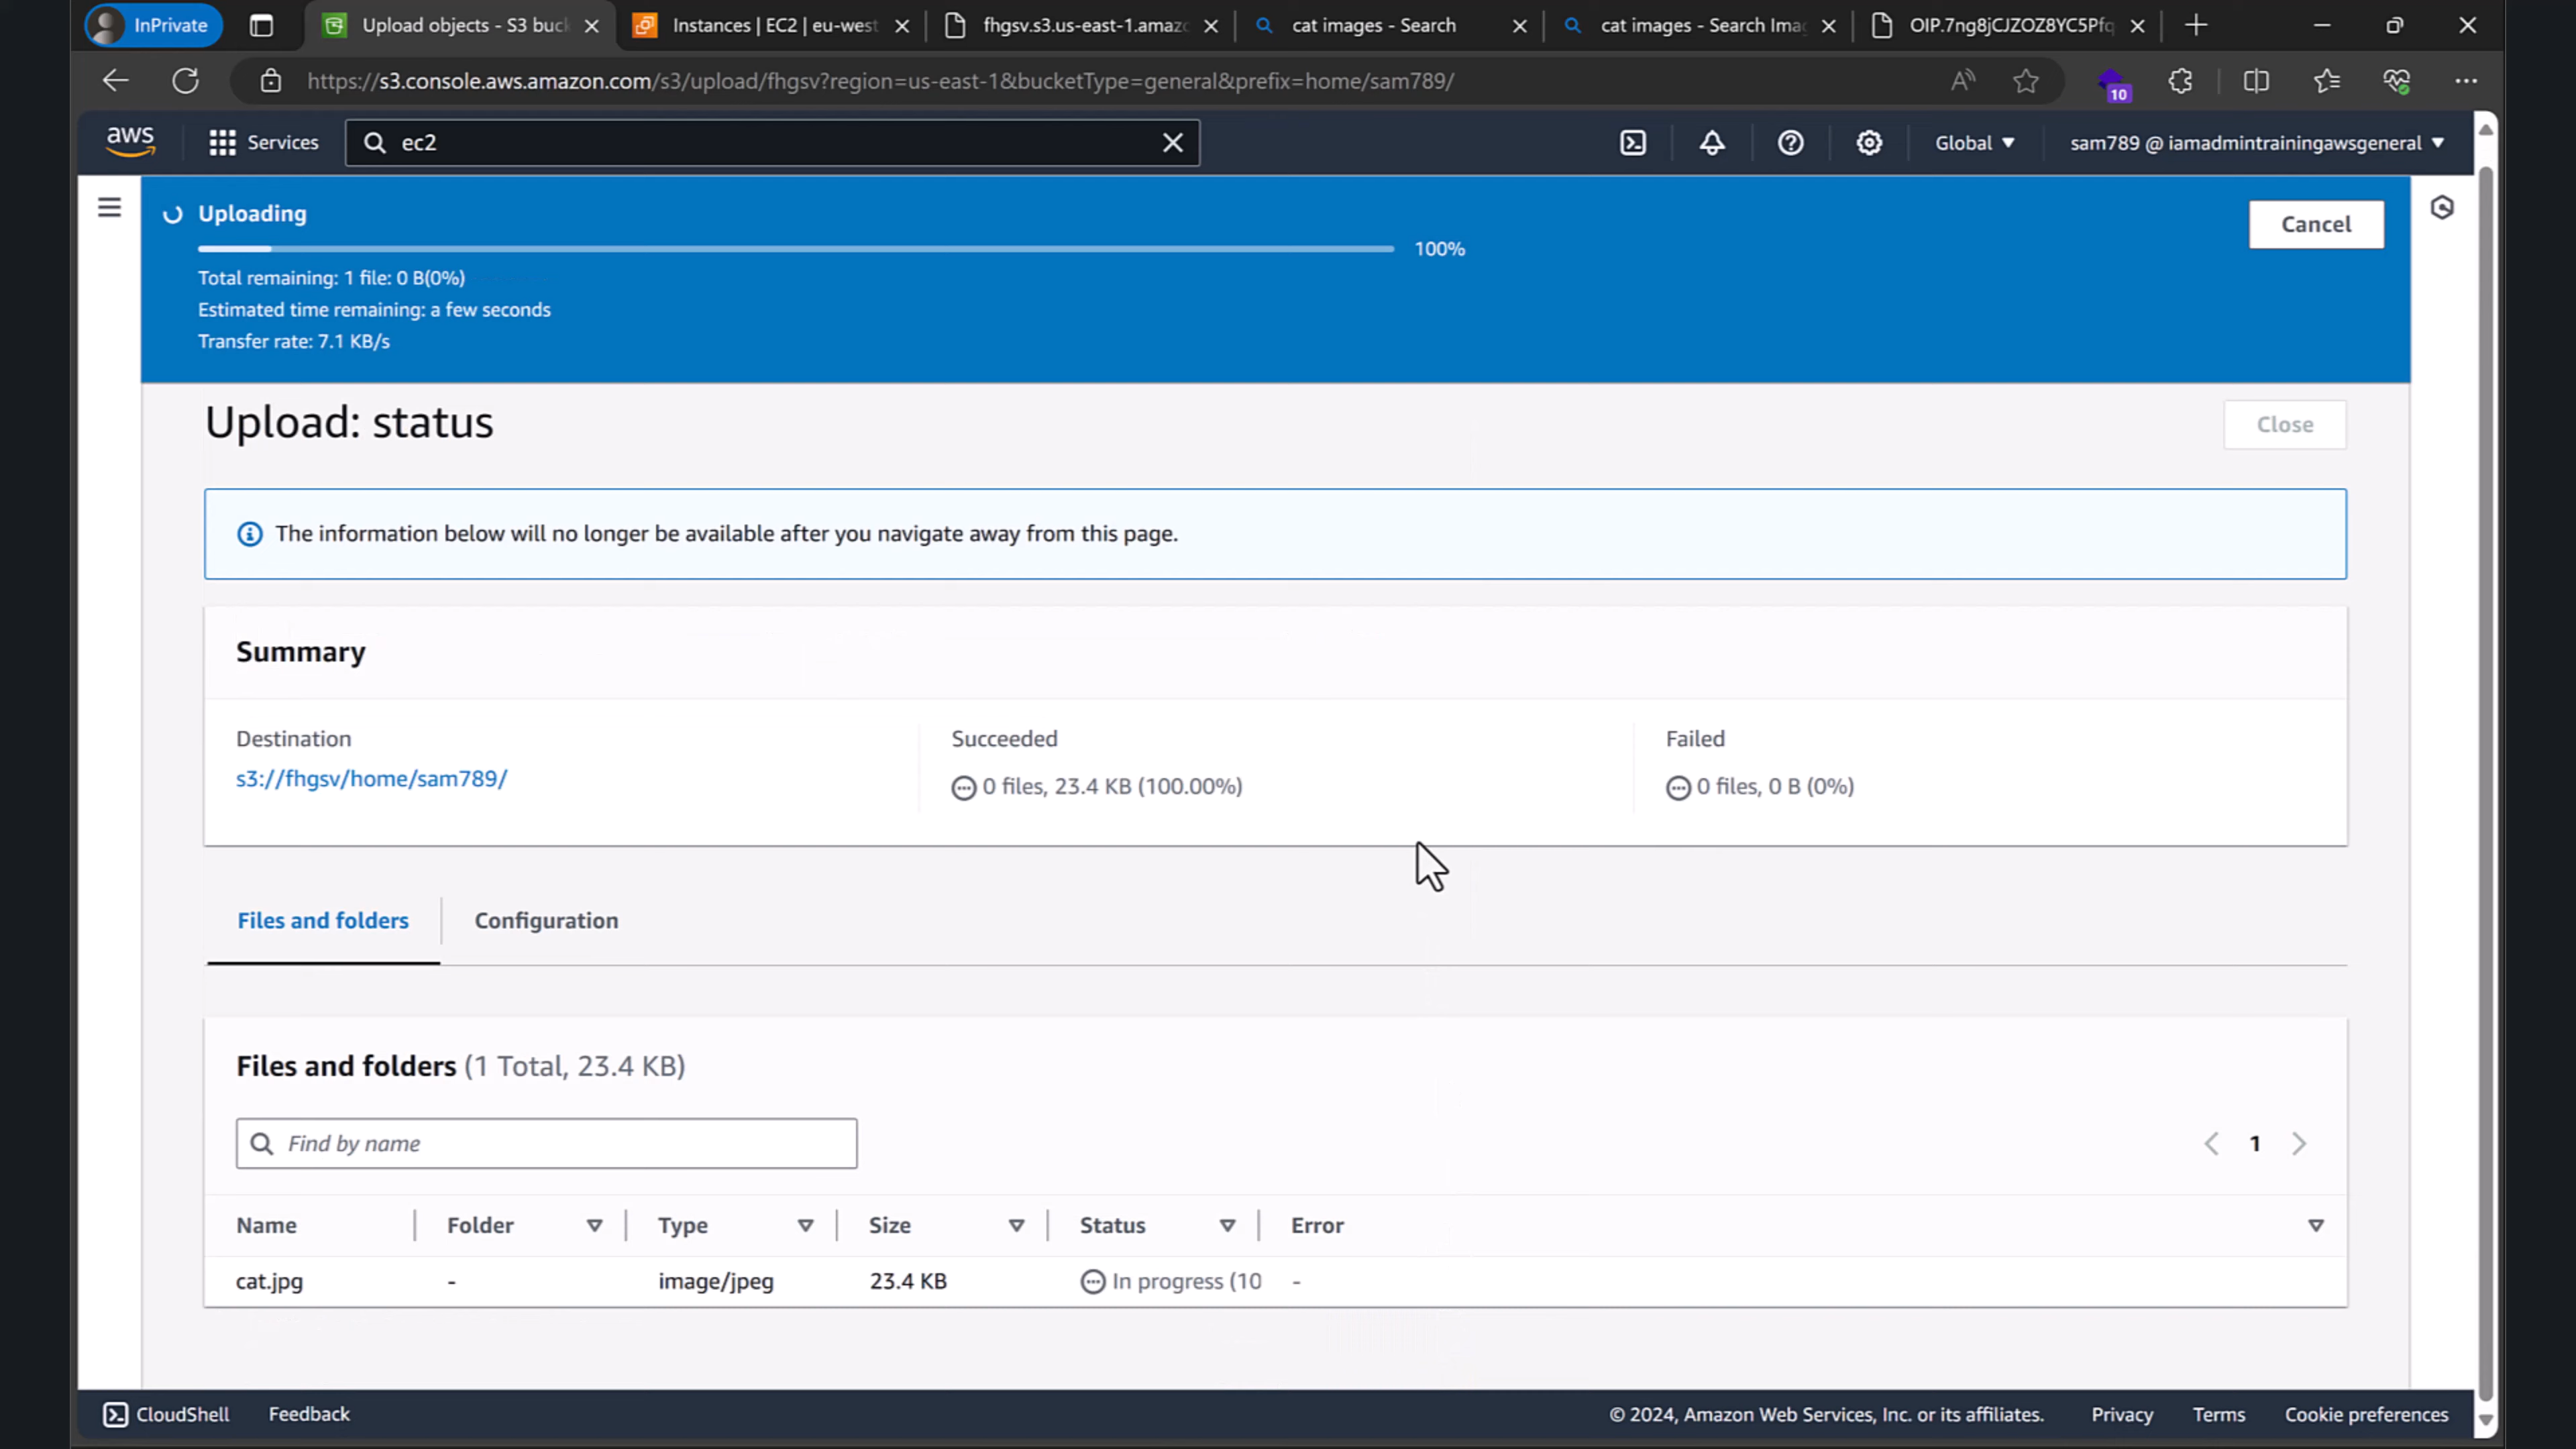 InPrivate
Upload objects - S3 buck
Instances | EC2 | eu-west
fhgsv.s3.us-east-1.amazo
cat images - Search
cat images - Search Imag
OIP.7ng8jCJZOZ8YC5Pfq
https://s3.console.aws.amazon.com/s3/upload/fhgsv?region=us-east-1&bucketType=general&prefix=home/sam789/
10
aws
Services
ec2
Global
sam789 @ iamadmintrainingawsgeneral
Uploading
Cancel
100%
Total remaining: 1 file: 0 B(0%)
Estimated time remaining: a few seconds
Transfer rate: 7.1 KB/s
Upload: status
Close
The information below will no longer be available after you navigate away from this page.
Summary
Destination
Succeeded
Failed
s3://fhgsv/home/sam789/
0 files, 23.4 KB (100.00%)
0 files, 0 B (0%)
Files and folders
Configuration
Files and folders (1 Total, 23.4 KB)
Find by name
1
Name
Folder
Type
Size
Status
Error
cat.jpg
-
image/jpeg
23.4 KB
In progress (10
-
CloudShell
Feedback
© 2024, Amazon Web Services, Inc. or its affiliates.
Privacy
Terms
Cookie preferences